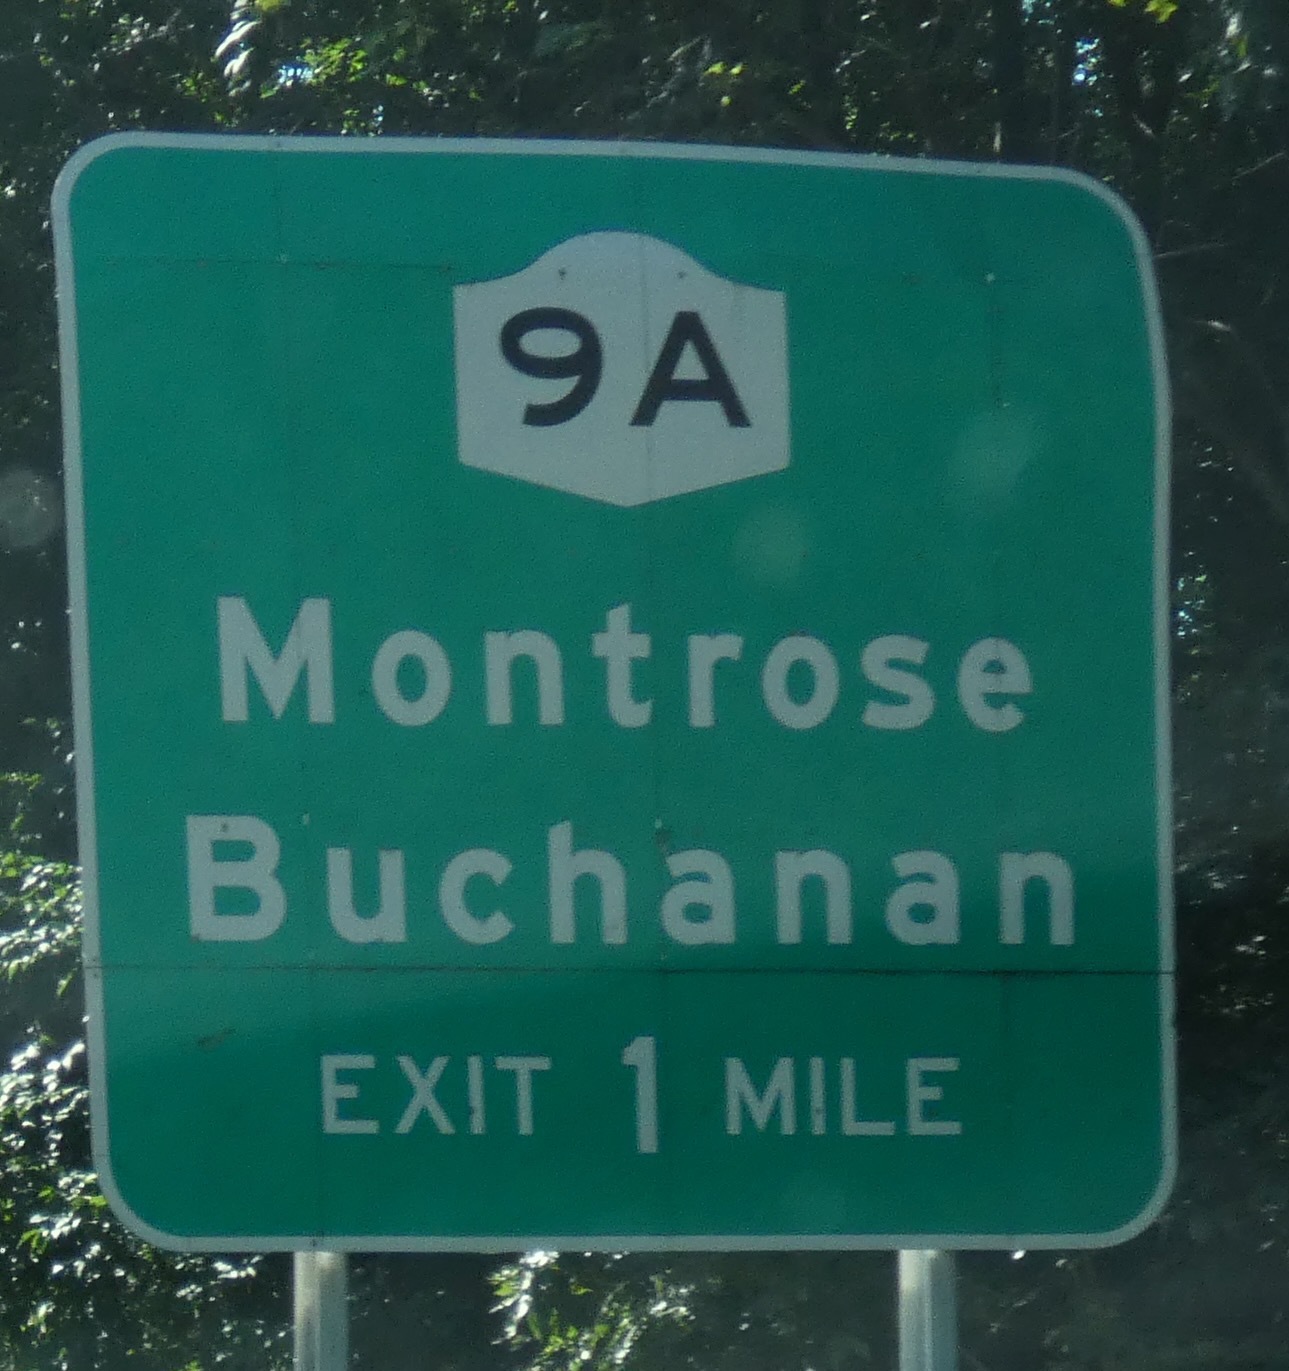 9A
Montrose
Buchanan
EXIT 1 MILE